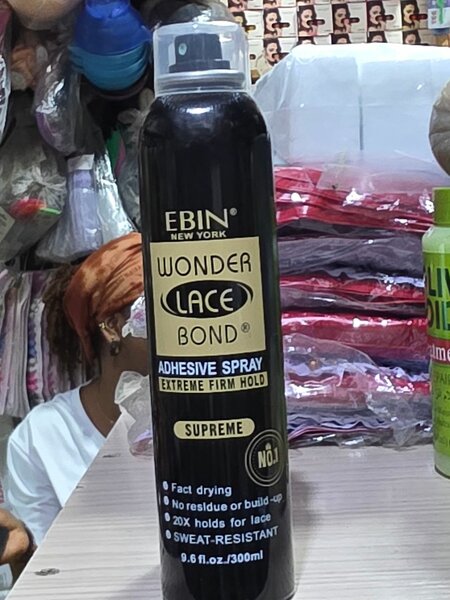 EBIN®
NEW YORK
WONDER
LACE
BOND®
ADHESIVE SPRAY
EXTREME FIRM HOLD
SUPREME
NO.1
Fact drying
No residue or build-up
20X holds for lace
SWEAT-RESISTANT
9.6 fl.oz./300ml